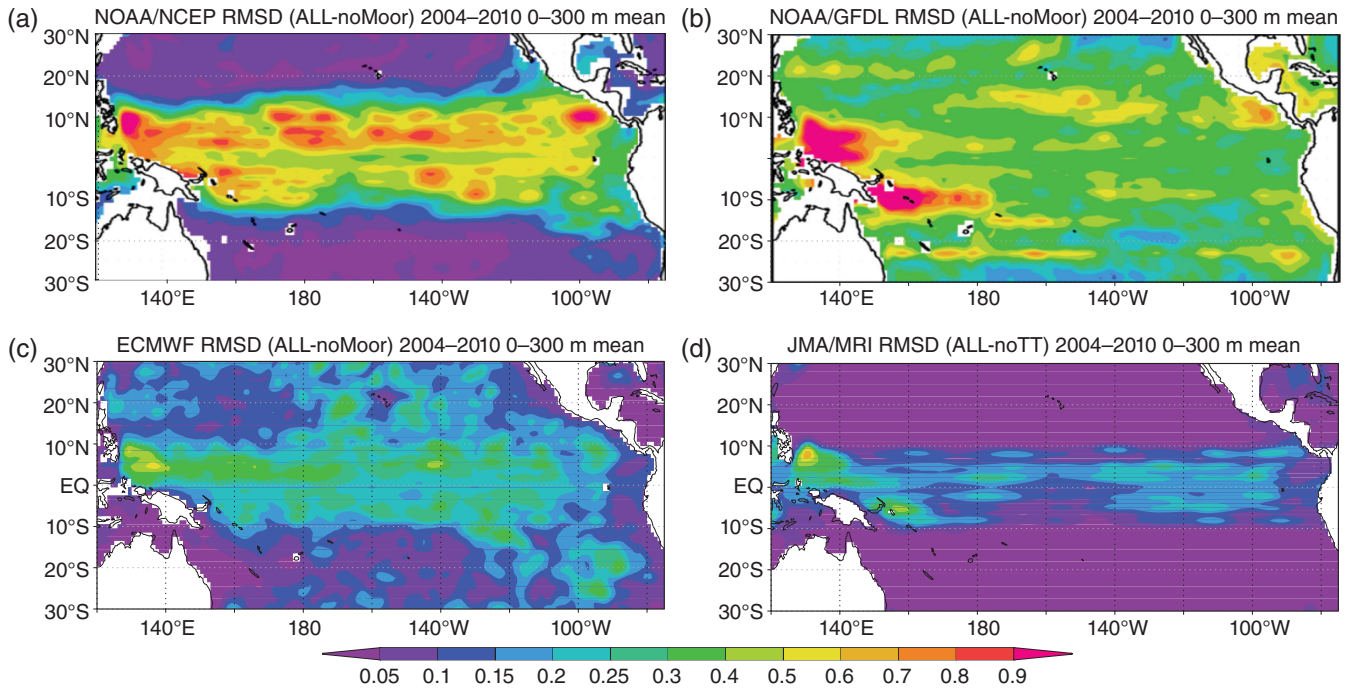 (a) NOAA/NCEP RMSD (ALL-noMoor) 2004–2010 0–300 m mean
30°N
20°N
10°N
10°S
20°S
30°S
140°E 180 140°W 100°W
(b) NOAA/GFDL RMSD (ALL-noMoor) 2004–2010 0–300 m mean
30°N
20°N
10°N
10°S
20°S
30°S
140°E 180 140°W 100°W
(c) ECMWF RMSD (ALL-noMoor) 2004–2010 0–300 m mean
30°N
20°N
10°N
EQ
10°S
20°S
30°S
140°E 180 140°W 100°W
(d) JMA/MRI RMSD (ALL-noTT) 2004–2010 0–300 m mean
30°N
20°N
10°N
EQ
10°S
20°S
30°S
140°E 180 140°W 100°W
0.05 0.1 0.15 0.2 0.25 0.3 0.4 0.5 0.6 0.7 0.8 0.9